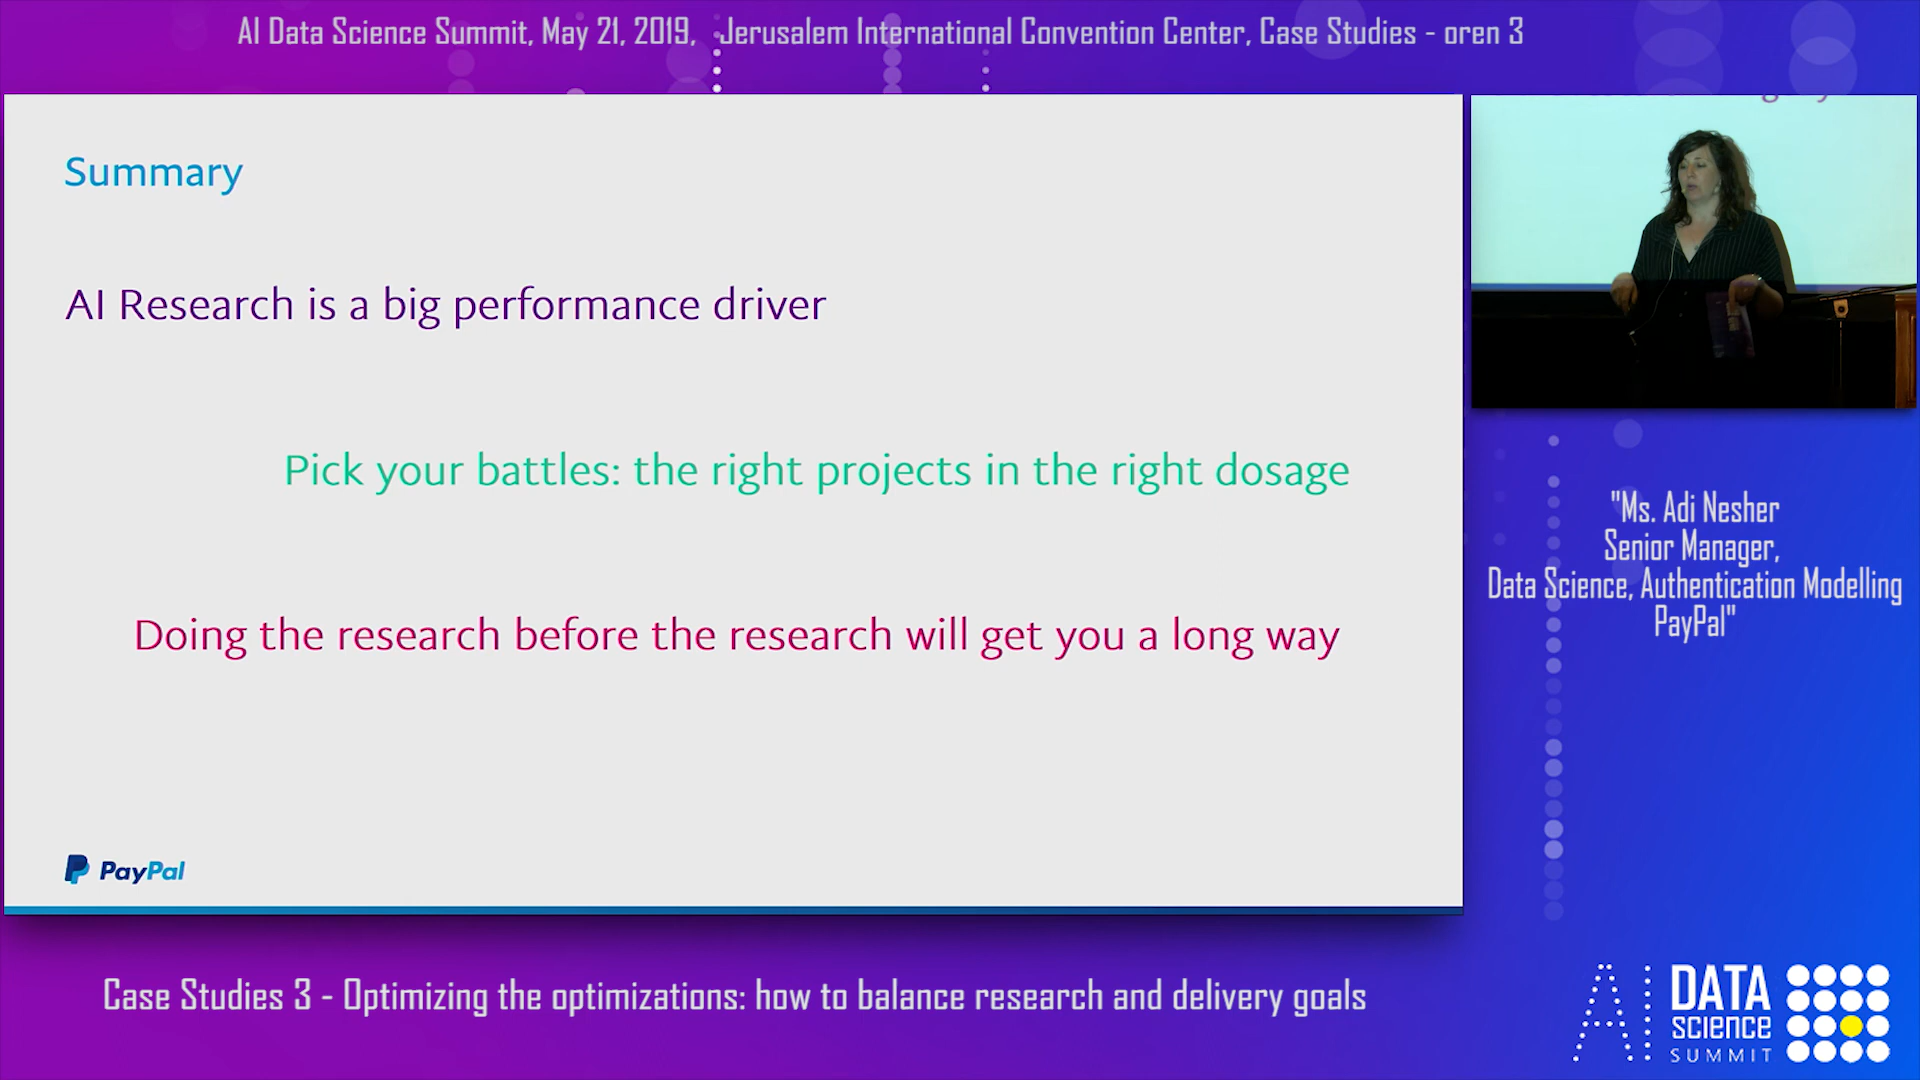 AI Data Science Summit, May 21, 2019, Jerusalem International Convention Center, Case Studies - oren 3
Summary
AI Research is a big performance driver
Pick your battles: the right projects in the right dosage
Doing the research before the research will get you a long way
PayPal
"Ms. Adi Nesher
Senior Manager,
Data Science, Authentication Modelling
PayPal"
Case Studies 3 - Optimizing the optimizations: how to balance research and delivery goals
AI DATA
SCIENCE
SUMMIT